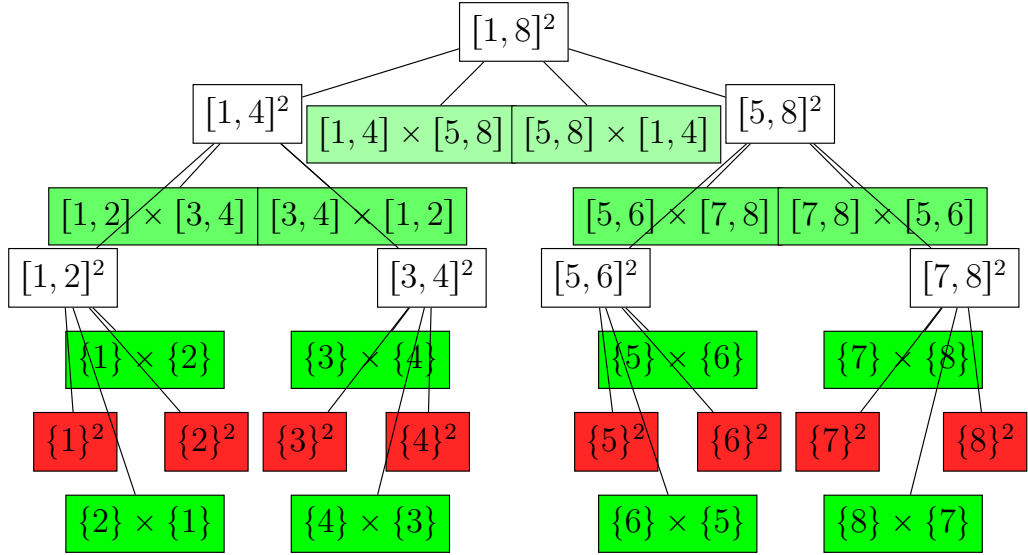 [1, 8]²
[1, 4]² [5, 8]²
[1, 4] × [5, 8] [5, 8] × [1, 4]
[1, 2] × [3, 4] [3, 4] × [1, 2] [5, 6] × [7, 8] [7, 8] × [5, 6]
[1, 2]² [3, 4]² [5, 6]² [7, 8]²
{1} × {2} {3} × {4} {5} × {6} {7} × {8}
{1}² {2}² {3}² {4}² {5}² {6}² {7}² {8}²
{2} × {1} {4} × {3} {6} × {5} {8} × {7}